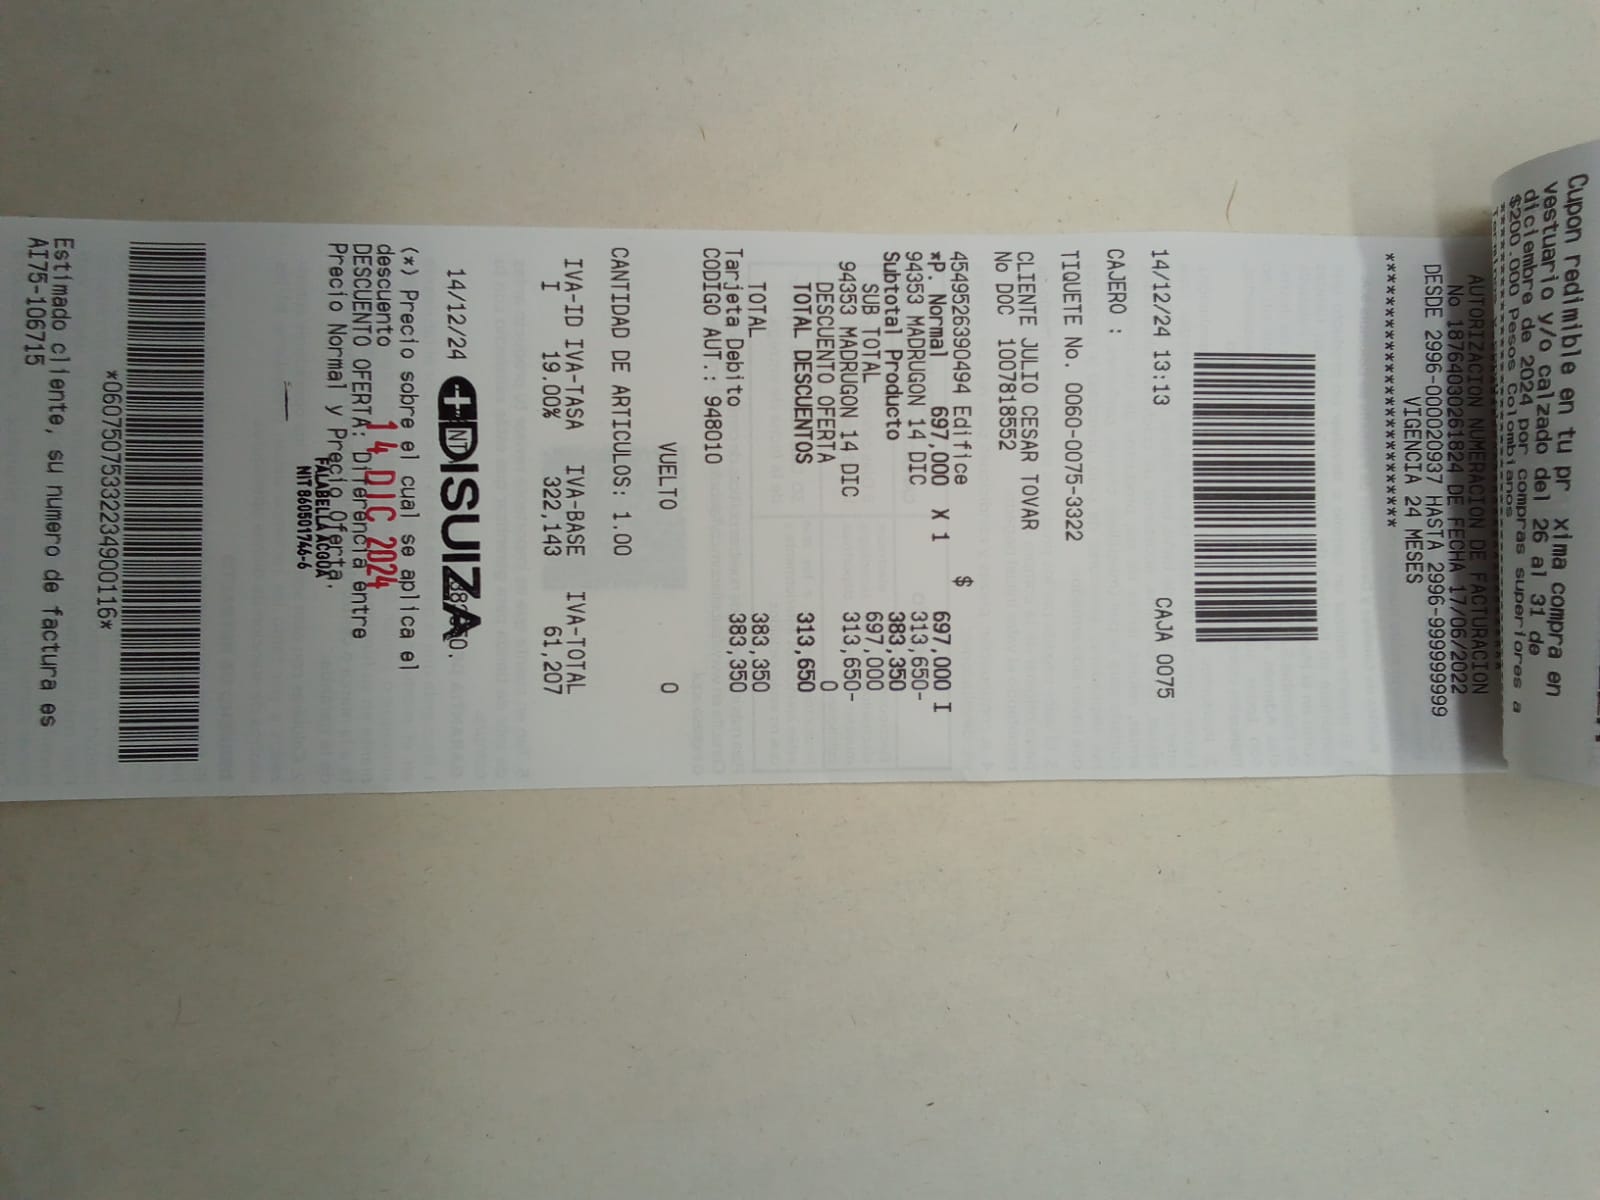 Cupon redimible en tu pr xima compra en
vestuario y/o calzado del 26 al 31 de
diciembre de 2024 por compras superiores a
$200.000 Pesos Colombianos
AUTORIZACION NUMERACION DE FACTURACION
No 18764030261824 DE FECHA 17/06/2022
DESDE 2996-000020937 HASTA 2996-999999999
VIGENCIA 24 MESES
14/12/24 13:13 CAJA 0075
CAJERO :
TIQUETE No. 0060-0075-3322
CLIENTE JULIO CESAR TOVAR
No DOC 1007818552
4549526390494 Edifice $ 697,000 I
*P. Normal 697,000 X 1
94353 MADRUGON 14 DIC 313,650-
Subtotal Producto 383,350
SUB TOTAL 697,000
94353 MADRUGON 14 DIC 313,650-
DESCUENTO OFERTA 0
TOTAL DESCUENTOS 313,650
TOTAL 383,350
Tarjeta Debito 383,350
CODIGO AUT.: 948010
VUELTO 0
CANTIDAD DE ARTICULOS: 1.00
IVA-ID IVA-TASA IVA-BASE IVA-TOTAL
I 19.00% 322,143 61,207
14/12/24
DISUIZA
(*) Precio sobre el cual se aplica el
descuento
14 DIC 2024
DESCUENTO OFERTA: Diferencia entre
Precio Normal y Precio Oferta.
FALABELLA ACQUA
NIT 860501746-6
*06075075332234900116*
Estimado cliente, su numero de factura es
AI75-106715